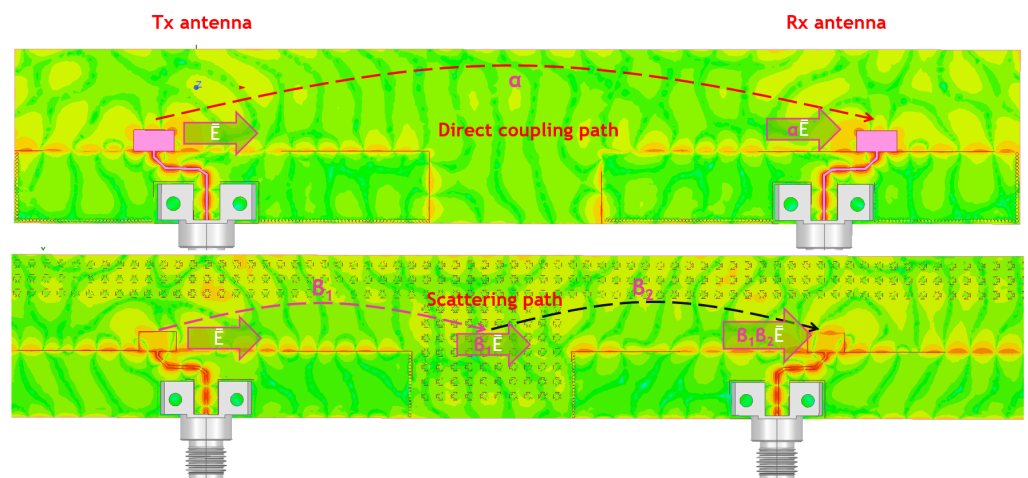 Tx antenna
Rx antenna
α
Ē
Direct coupling path
αĒ
B₁
B₂
Scattering path
Ē
B₁Ē
B₁B₂Ē